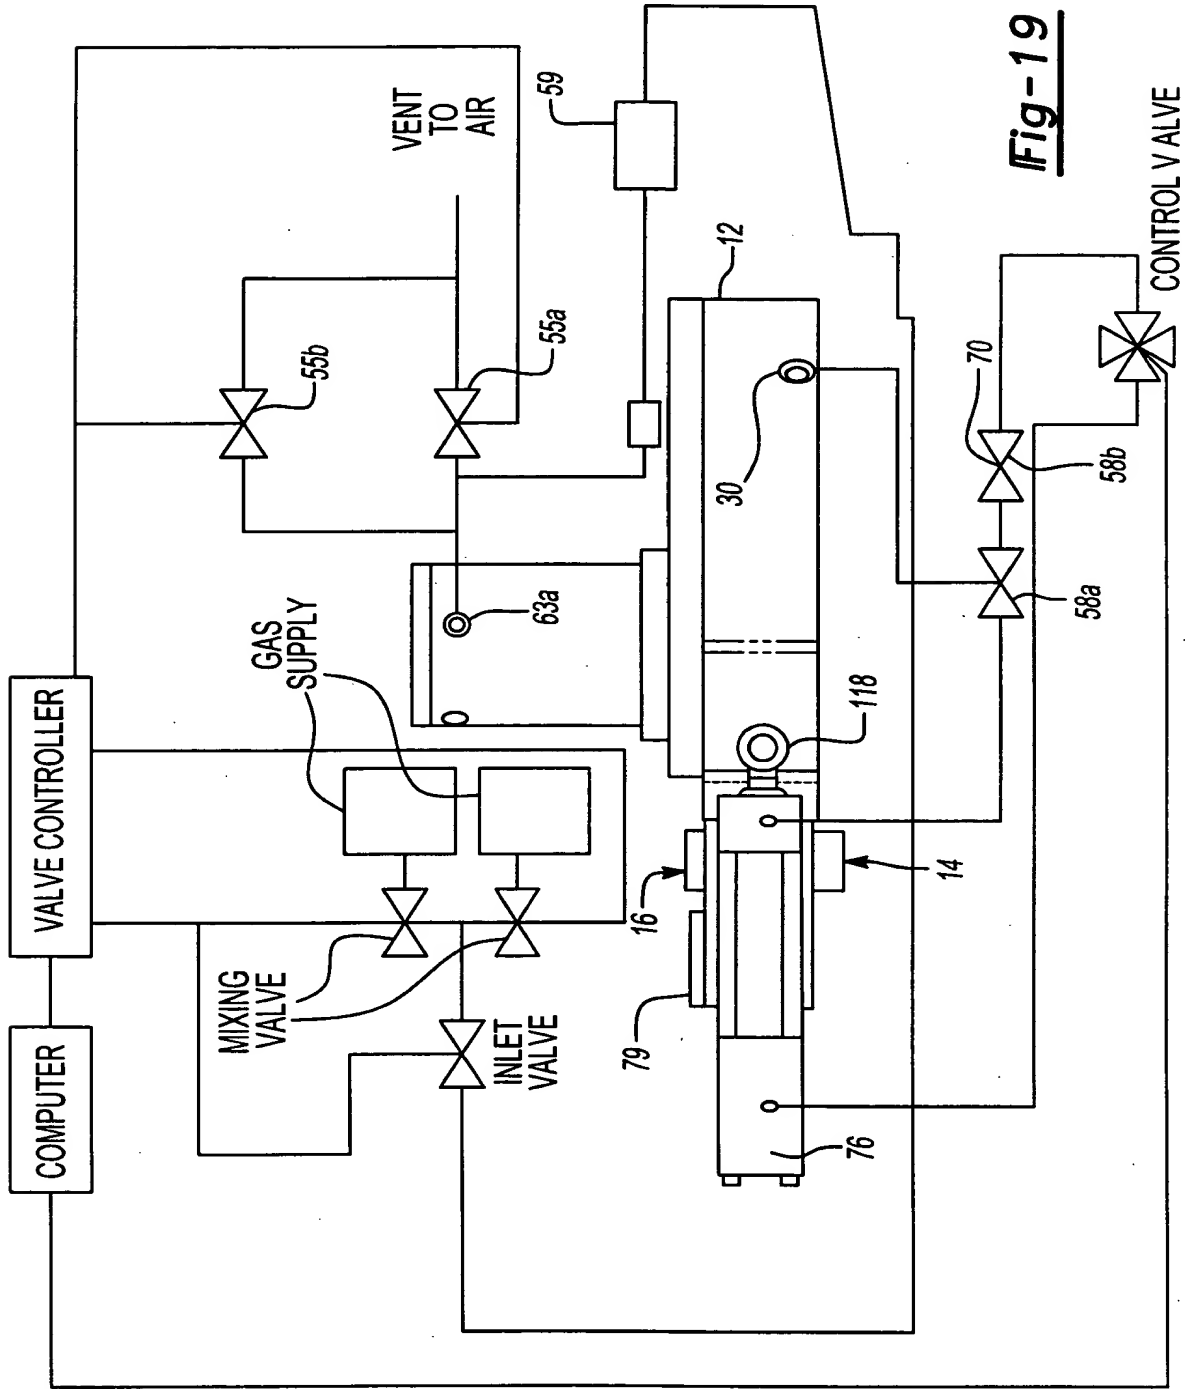 COMPUTER
VALVE CONTROLLER
MIXING
VALVE
INLET
VALVE
GAS
SUPPLY
VENT
TO
AIR
55b
55a
59
63a
12
30
118
16
14
79
76
70
58b
58a
CONTROL VALVE
Fig-19